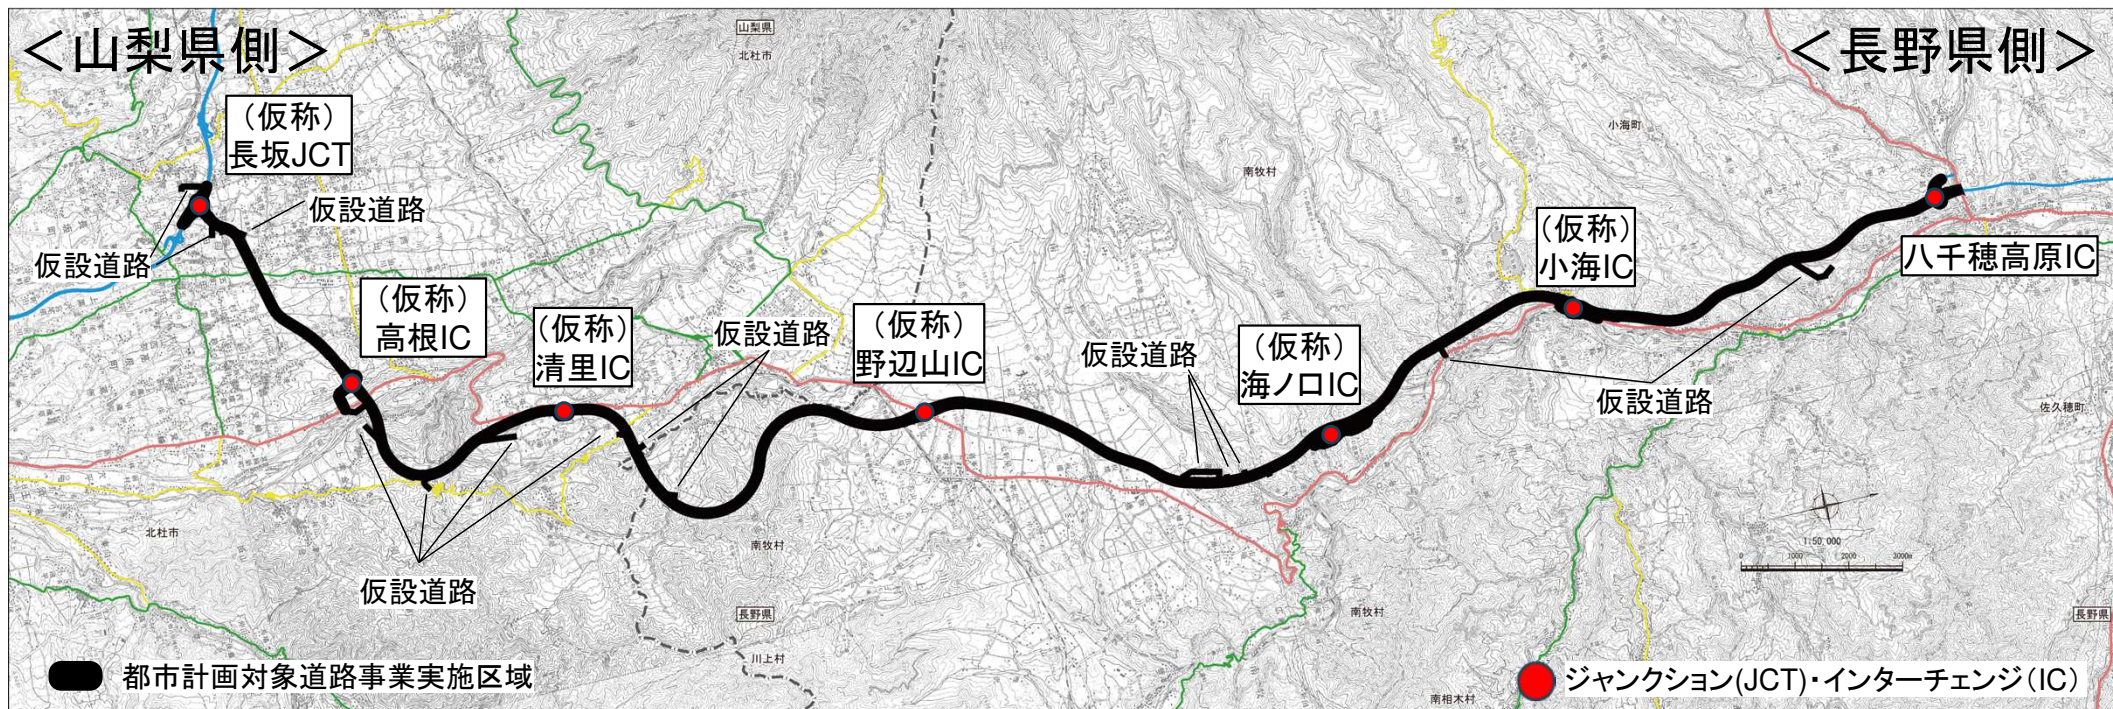 ＜山梨県側＞
＜長野県側＞
山梨県
北杜市
（仮称）
長坂JCT
仮設道路
仮設道路
（仮称）
高根IC
（仮称）
清里IC
仮設道路
（仮称）
野辺山IC
仮設道路
（仮称）
海ノ口IC
（仮称）
小海IC
仮設道路
八千穂高原IC
小海町
南牧村
佐久穂町
北杜市
仮設道路
南牧村
長野県
川上村
南牧村
南相木村
長野県
1:50,000
0 1000 2000 3000m
都市計画対象道路事業実施区域
ジャンクション(JCT)・インターチェンジ（IC）